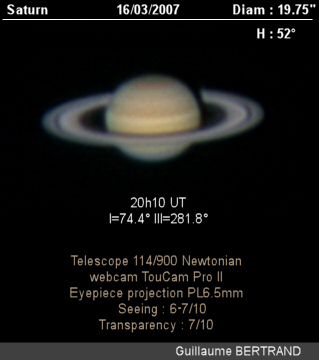 Saturn 16/03/2007 Diam : 19.75"
H : 52°
20h10 UT
I=74.4° III=281.8°
Telescope 114/900 Newtonian
webcam TouCam Pro II
Eyepiece projection PL6.5mm
Seeing : 6-7/10
Transparency : 7/10
Guillaume BERTRAND